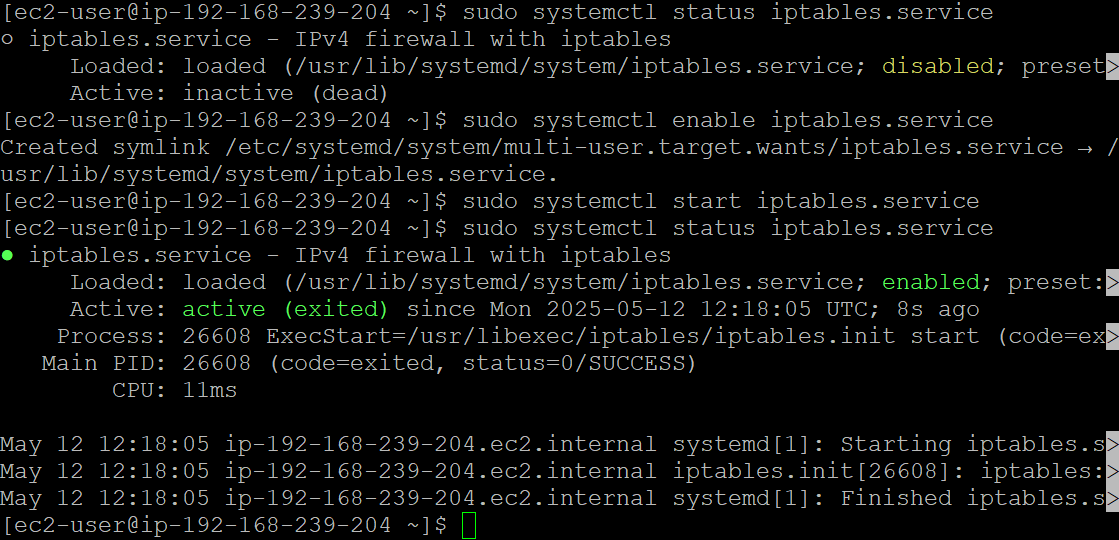 [ec2-user@ip-192-168-239-204 ~]$ sudo systemctl status iptables.service
○ iptables.service - IPv4 firewall with iptables
     Loaded: loaded (/usr/lib/systemd/system/iptables.service; disabled; preset>
     Active: inactive (dead)
[ec2-user@ip-192-168-239-204 ~]$ sudo systemctl enable iptables.service
Created symlink /etc/systemd/system/multi-user.target.wants/iptables.service → /
usr/lib/systemd/system/iptables.service.
[ec2-user@ip-192-168-239-204 ~]$ sudo systemctl start iptables.service
[ec2-user@ip-192-168-239-204 ~]$ sudo systemctl status iptables.service
● iptables.service - IPv4 firewall with iptables
     Loaded: loaded (/usr/lib/systemd/system/iptables.service; enabled; preset:>
     Active: active (exited) since Mon 2025-05-12 12:18:05 UTC; 8s ago
    Process: 26608 ExecStart=/usr/libexec/iptables/iptables.init start (code=ex>
   Main PID: 26608 (code=exited, status=0/SUCCESS)
        CPU: 11ms

May 12 12:18:05 ip-192-168-239-204.ec2.internal systemd[1]: Starting iptables.s>
May 12 12:18:05 ip-192-168-239-204.ec2.internal iptables.init[26608]: iptables:>
May 12 12:18:05 ip-192-168-239-204.ec2.internal systemd[1]: Finished iptables.s>
[ec2-user@ip-192-168-239-204 ~]$